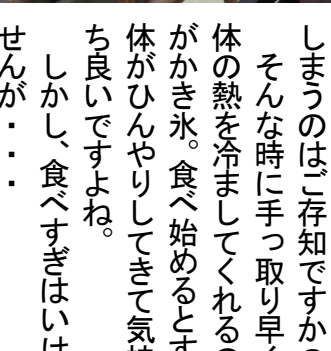 しまうのはご存知ですか
そんな時に手っ取り早く
体の熱を冷ましてくれるの
がかき氷。食べ始めるとす
体がひんやりしてきて気持
ち良いですよね。
しかし、食べすぎはいけ
せんが・・・